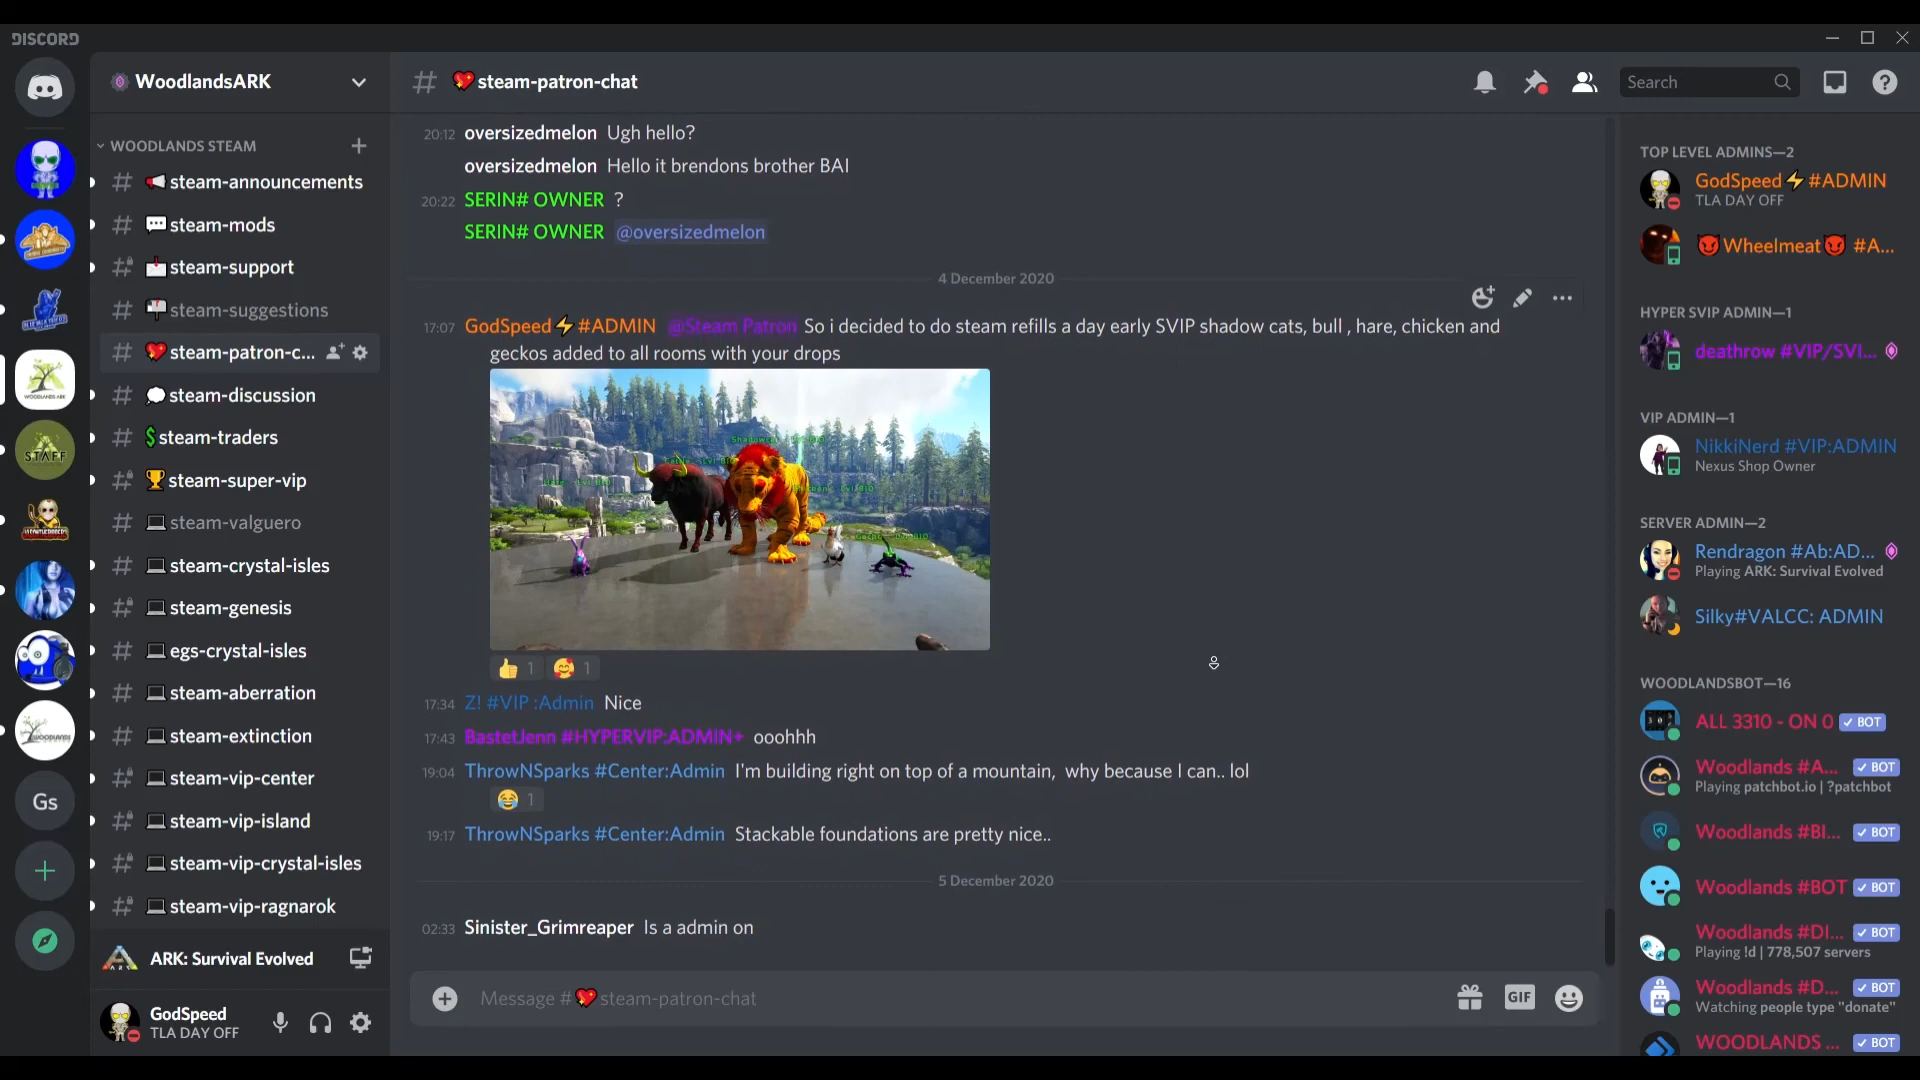 DISCORD
WoodlandsARK
WOODLANDS STEAM
steam-announcements
steam-mods
steam-support
steam-suggestions
steam-patron-c...
steam-discussion
steam-traders
steam-super-vip
steam-valguero
steam-crystal-isles
steam-genesis
egs-crystal-isles
steam-aberration
steam-extinction
steam-vip-center
steam-vip-island
steam-vip-crystal-isles
steam-vip-ragnarok
STAFF
Gs
ARK: Survival Evolved
GodSpeed
TLA DAY OFF
steam-patron-chat
Search
20:12 oversizedmelon Ugh hello?
oversizedmelon Hello it brendons brother BAI
20:22 SERIN# OWNER ?
SERIN# OWNER @oversizedmelon
4 December 2020
17:07 GodSpeed⚡#ADMIN @Steam Patron So i decided to do steam refills a day early SVIP shadow cats, bull , hare, chicken and
geckos added to all rooms with your drops
👍 1 🥰 1
17:34 Z! #VIP :Admin Nice
17:43 BastetJenn #HYPERVIP:ADMIN+ ooohhh
19:04 ThrowNSparks #Center:Admin I'm building right on top of a mountain, why because I can.. lol
😂 1
19:17 ThrowNSparks #Center:Admin Stackable foundations are pretty nice..
5 December 2020
02:33 Sinister_Grimreaper Is a admin on
Message #💖steam-patron-chat
GIF
TOP LEVEL ADMINS—2
GodSpeed⚡#ADMIN
TLA DAY OFF
😈Wheelmeat😈 #A...
HYPER SVIP ADMIN—1
deathrow #VIP/SVI...
VIP ADMIN—1
NikkiNerd #VIP:ADMIN
Nexus Shop Owner
SERVER ADMIN—2
Rendragon #Ab:AD...
Playing ARK: Survival Evolved
Silky#VALCC: ADMIN
WOODLANDSBOT—16
ALL 3310 - ON 0 ✓ BOT
Woodlands #A... ✓ BOT
Playing patchbot.io | ?patchbot
Woodlands #BI... ✓ BOT
Woodlands #BOT ✓ BOT
Woodlands #DI... ✓ BOT
Playing !d | 778,507 servers
Woodlands #D... ✓ BOT
Watching people type "donate"
WOODLANDS ... ✓ BOT